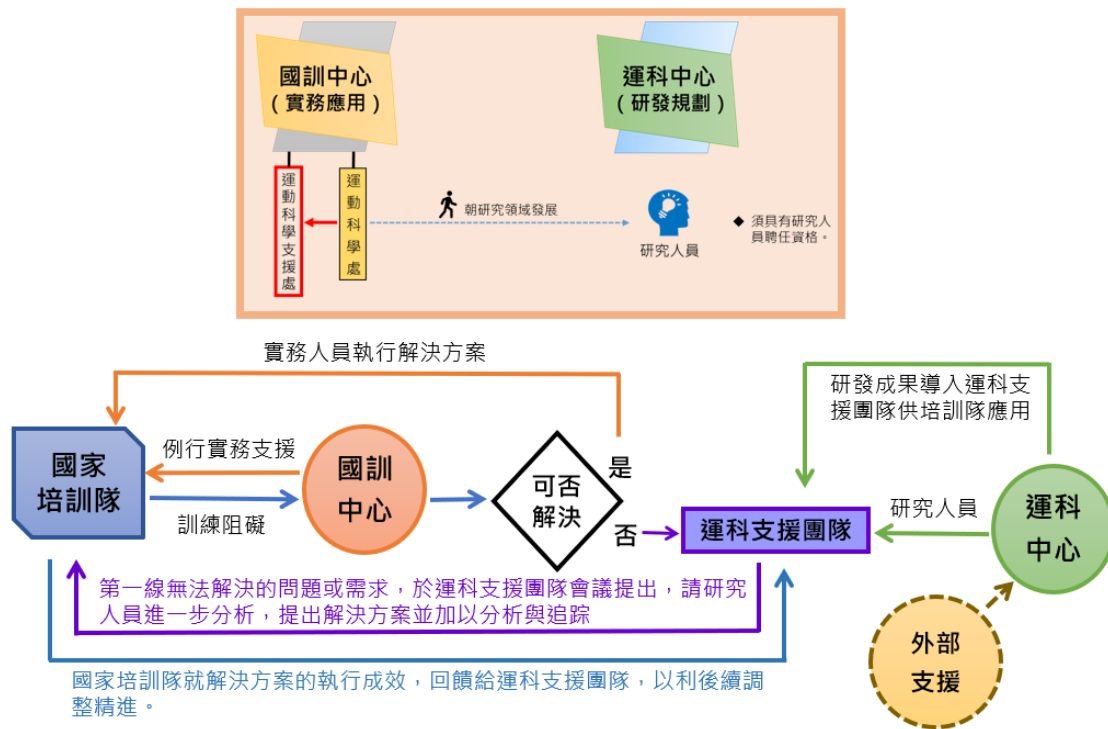 國訓中心
（實務應用）
運科中心
（研發規劃）
運動科學支援處
運動科學處
朝研究領域發展
研究人員
◆ 須具有研究人
員聘任資格。
實務人員執行解決方案
研發成果導入運科支
援團隊供培訓隊應用
國家
培訓隊
例行實務支援
訓練阻礙
國訓
中心
可否
解決
是
否
運科支援團隊
研究人員
運科
中心
第一線無法解決的問題或需求，於運科支援團隊會議提出，請研究
人員進一步分析，提出解決方案並加以分析與追踪
外部
支援
國家培訓隊就解決方案的執行成效，回饋給運科支援團隊，以利後續調
整精進。